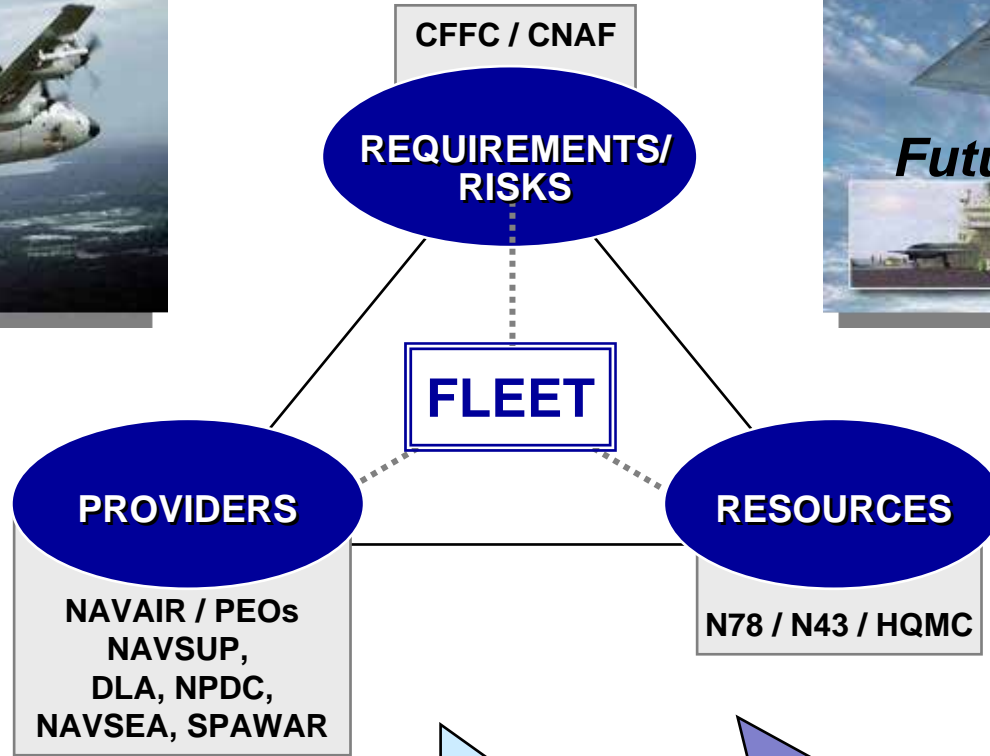 CFFC / CNAF
REQUIREMENTS/
RISKS
FLEET
PROVIDERS
RESOURCES
NAVAIR / PEOs
NAVSUP,
DLA, NPDC,
NAVSEA, SPAWAR
N78 / N43 / HQMC